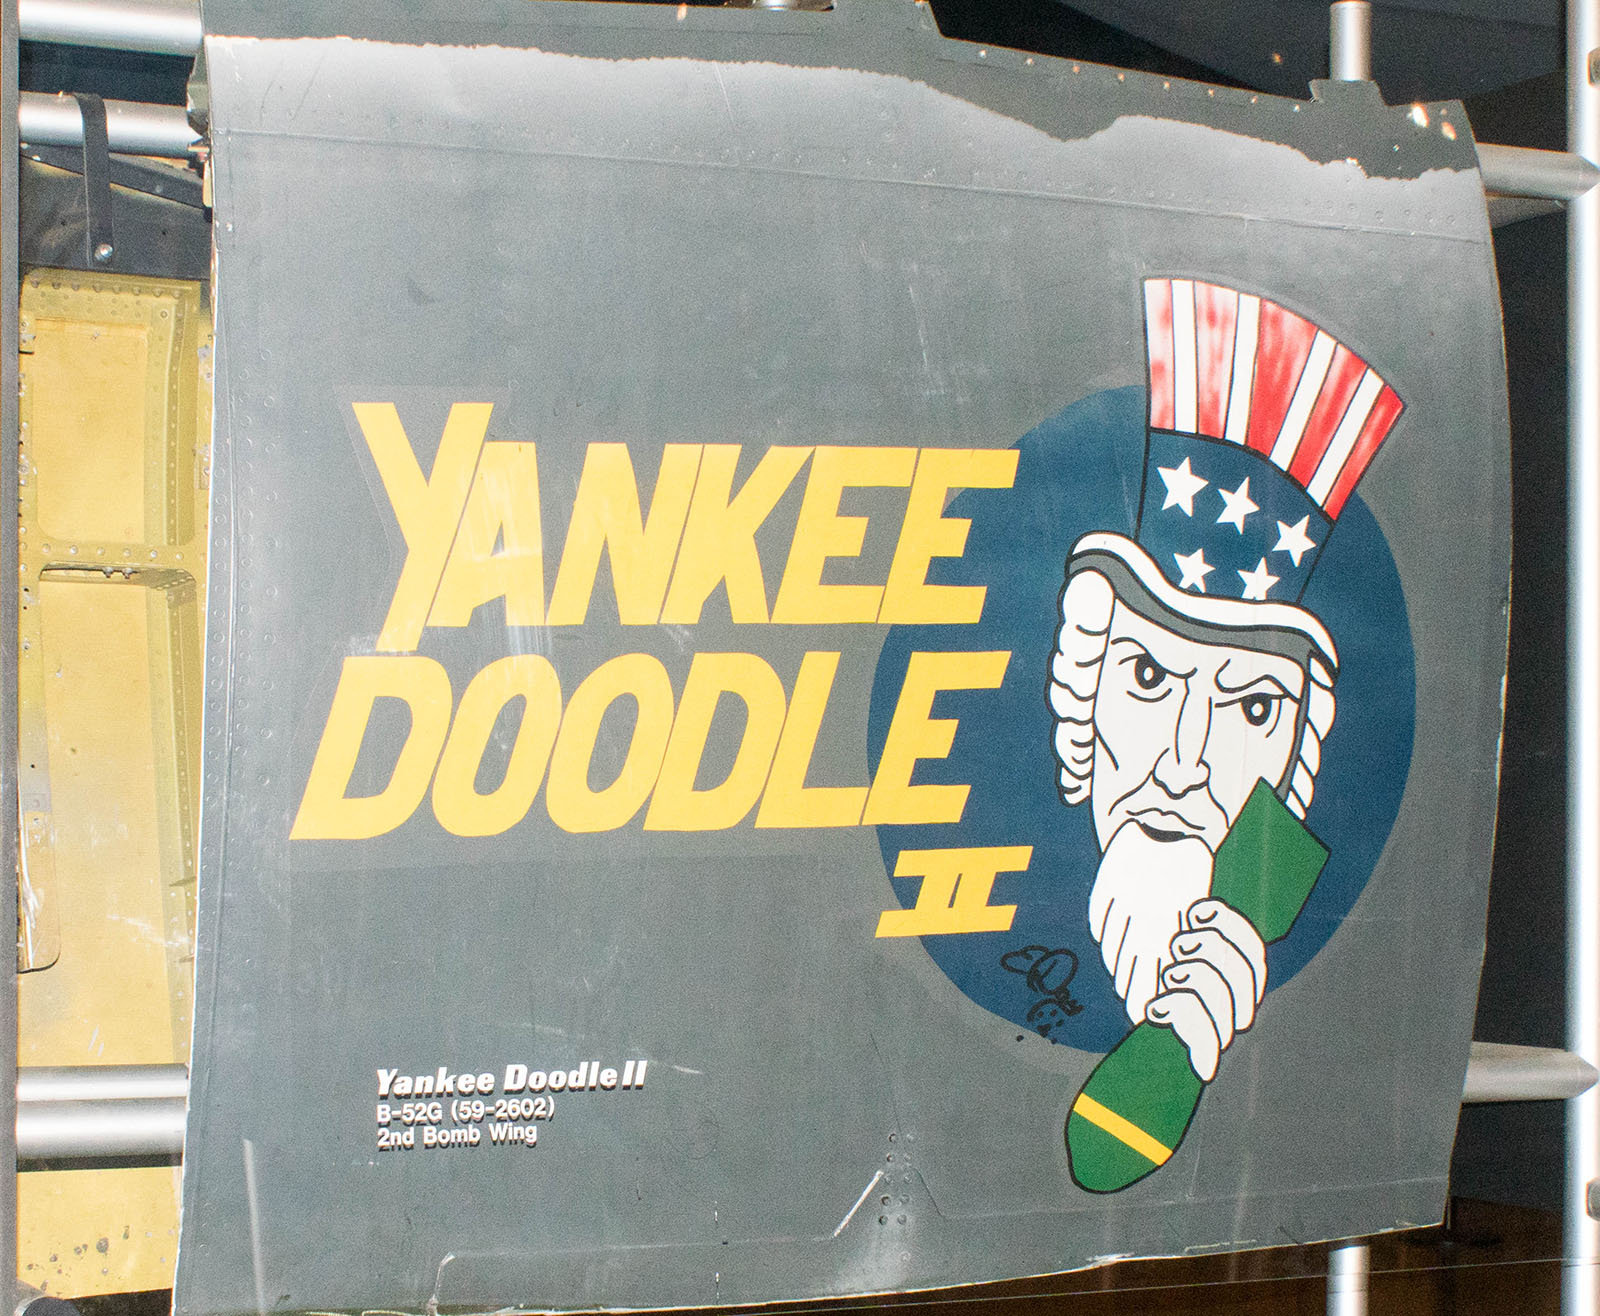 YANKEE
DOODLE
II
Yankee Doodle II
B-52G (59-2602)
2nd Bomb Wing